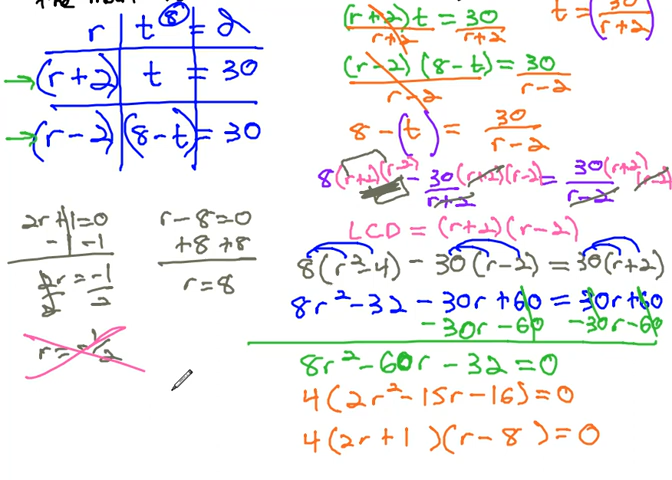 r t ⑧ = 2
→ (r+2) t = 30
→ (r-2) (8-t) = 30
2r+1=0
-1 -1
2r/2 = -1/2
r = -1/2
r-8=0
+8 +8
r=8
(r+2)t/r+2 = 30/r+2
t = (30/r+2
(r-2)(8-t)/r-2 = 30/r-2
8-(t) = 30/r-2
8(r+2)(r-2) - 30/r+2 (r+2)(r-2) = 30/r-2 (r+2)(r-2)
LCD = (r+2)(r-2)
8(r²-4) - 30(r-2) = 30(r+2)
8r²-32 -30r+60 = 30r+60
-30r-60 -30r-60
8r²-60r-32=0
4(2r²-15r-16)=0
4(2r+1)(r-8)=0